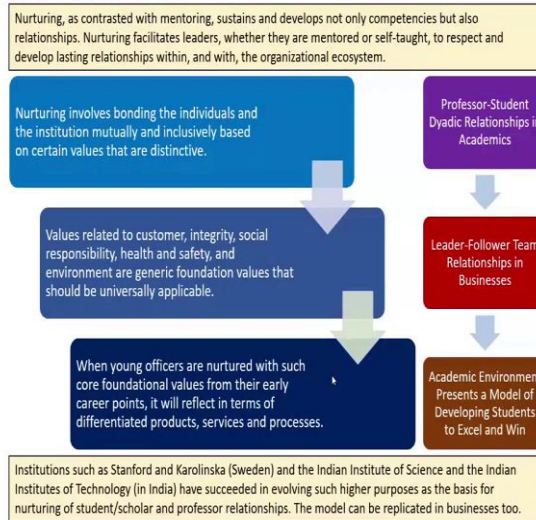 Nurturing, as contrasted with mentoring, sustains and develops not only competencies but also
relationships. Nurturing facilitates leaders, whether they are mentored or self-taught, to respect and
develop lasting relationships within, and with, the organizational ecosystem.
Nurturing involves bonding the individuals and
the institution mutually and inclusively based
on certain values that are distinctive.
Values related to customer, integrity, social
responsibility, health and safety, and
environment are generic foundation values that
should be universally applicable.
When young officers are nurtured with such
core foundational values from their early
career points, it will reflect in terms of
differentiated products, services and processes.
Professor-Student
Dyadic Relationships i
Academics
Leader-Follower Team
Relationships in
Businesses
Academic Environmen
Presents a Model of
Developing Students
to Excel and Win
Institutions such as Stanford and Karolinska (Sweden) and the Indian Institute of Science and the Indian
Institutes of Technology (in India) have succeeded in evolving such higher purposes as the basis for
nurturing of student/scholar and professor relationships. The model can be replicated in businesses too.